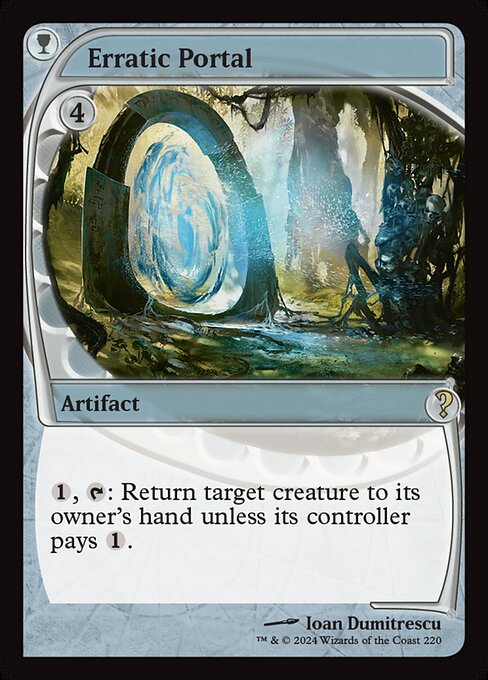 Erratic Portal
4
Artifact
1, T: Return target creature to its
owner's hand unless its controller
pays 1.
Ioan Dumitrescu
™ & © 2024 Wizards of the Coast 220